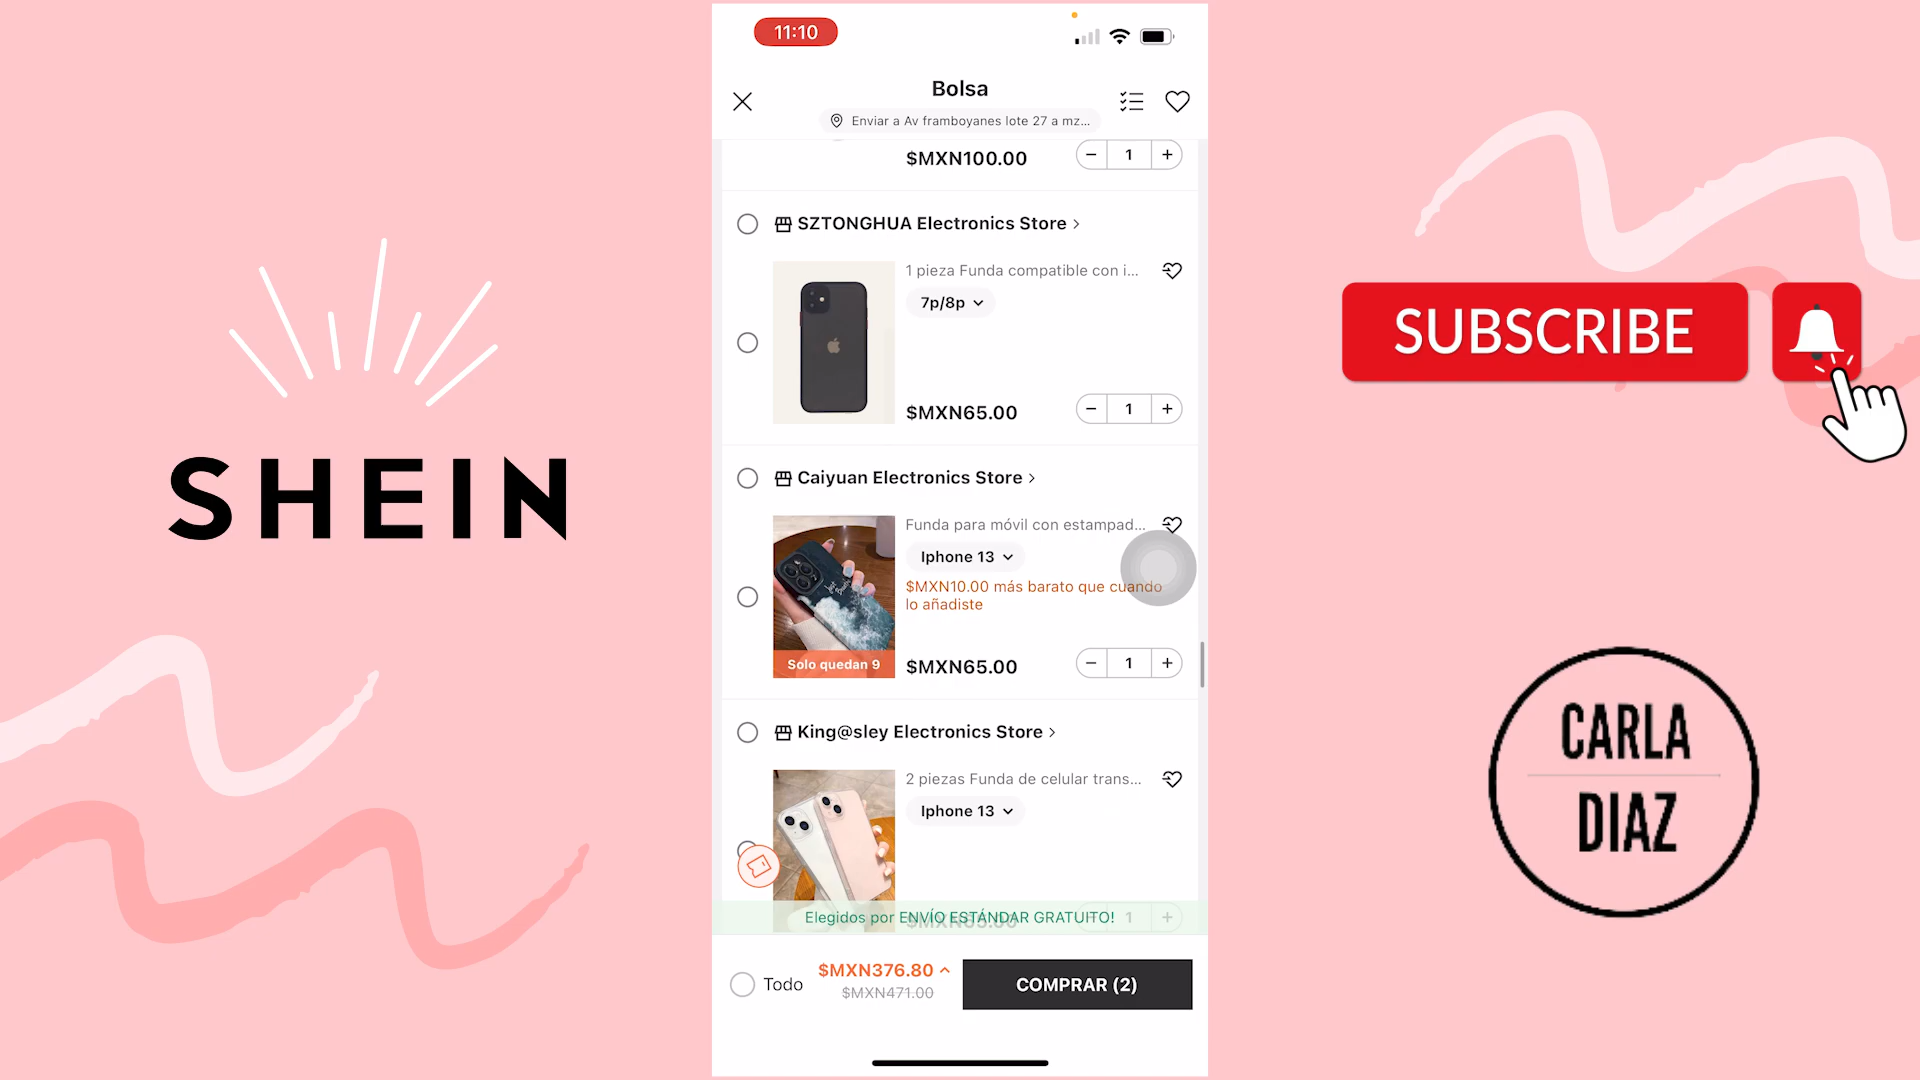 11:10
Bolsa
Enviar a Av framboyanes lote 27 a mz...
$MXN100.00
1
SZTONGHUA Electronics Store
1 pieza Funda compatible con i...
7p/8p
$MXN65.00
1
Caiyuan Electronics Store
Funda para móvil con estampad...
Iphone 13
$MXN10.00 más barato que cuando
lo añadiste
Solo quedan 9
$MXN65.00
1
King@sley Electronics Store
2 piezas Funda de celular trans...
Iphone 13
$MXN65.00
1
Elegidos por ENVÍO ESTÁNDAR GRATUITO!
Todo
$MXN376.80
$MXN471.00
COMPRAR (2)
SHEIN
SUBSCRIBE
CARLA
DIAZ